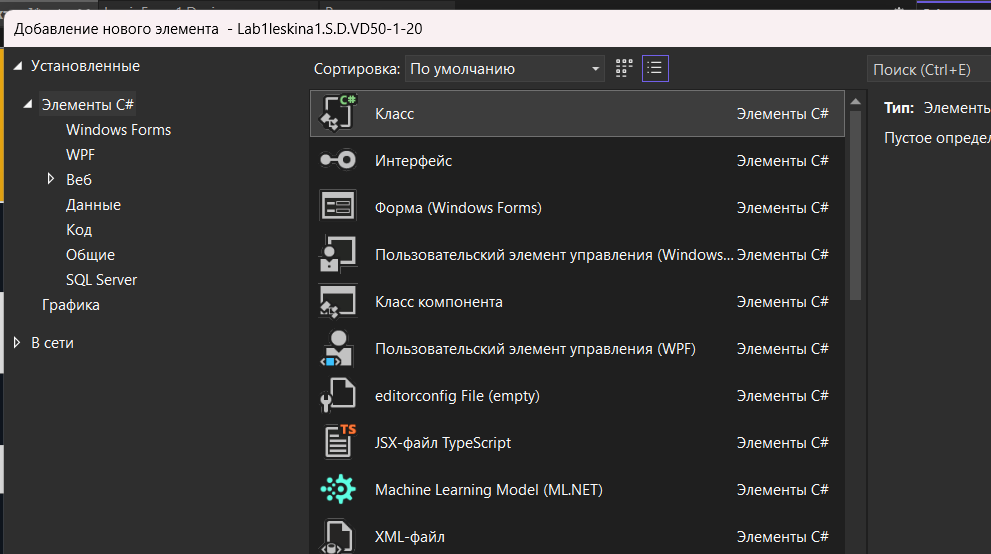 Добавление нового элемента - Lab1leskina1.S.D.VD50-1-20
Установленные
Элементы C#
Windows Forms
WPF
Веб
Данные
Код
Общие
SQL Server
Графика
В сети
Сортировка: По умолчанию
Класс Элементы C#
Интерфейс Элементы C#
Форма (Windows Forms) Элементы C#
Пользовательский элемент управления (Windows... Элементы C#
Класс компонента Элементы C#
Пользовательский элемент управления (WPF) Элементы C#
editorconfig File (empty) Элементы C#
JSX-файл TypeScript Элементы C#
Machine Learning Model (ML.NET) Элементы C#
XML-файл Элементы C#
Поиск (Ctrl+E)
Тип: Элементы
Пустое определ